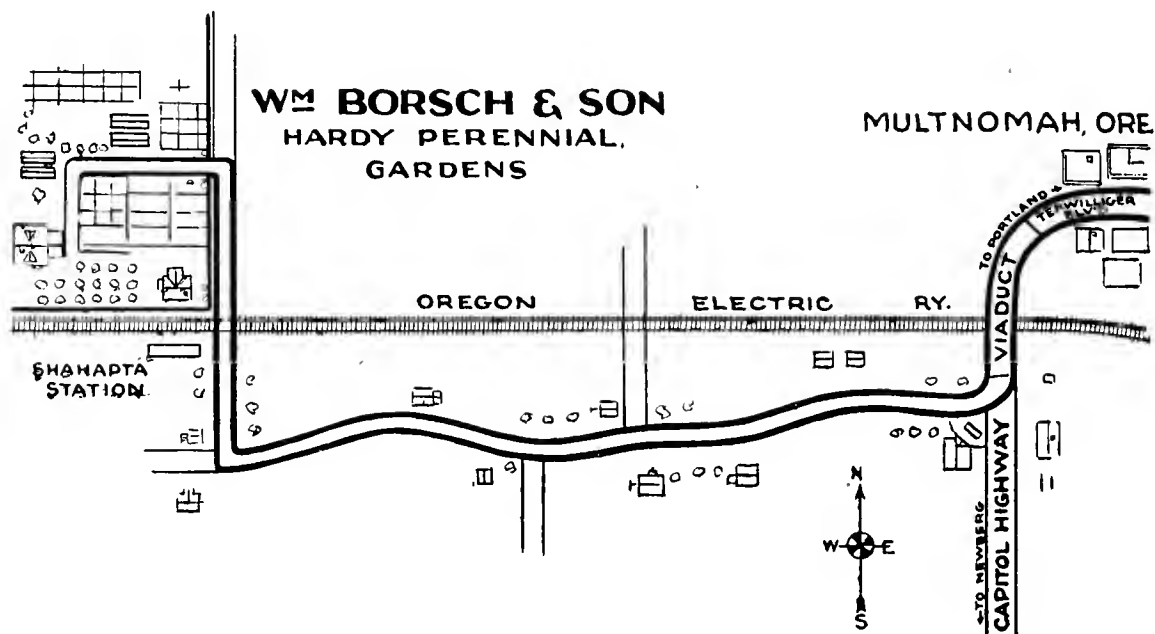 WM BORSCH & SON
HARDY PERENNIAL,
GARDENS
MULTNOMAH, ORE
TO PORTLAND &
TERWILLIGER
BLVD
VIADUCT
OREGON ELECTRIC RY.
SHAHAPTA
STATION
N
W E
S
TO NEWBERG
CAPITOL HIGHWAY